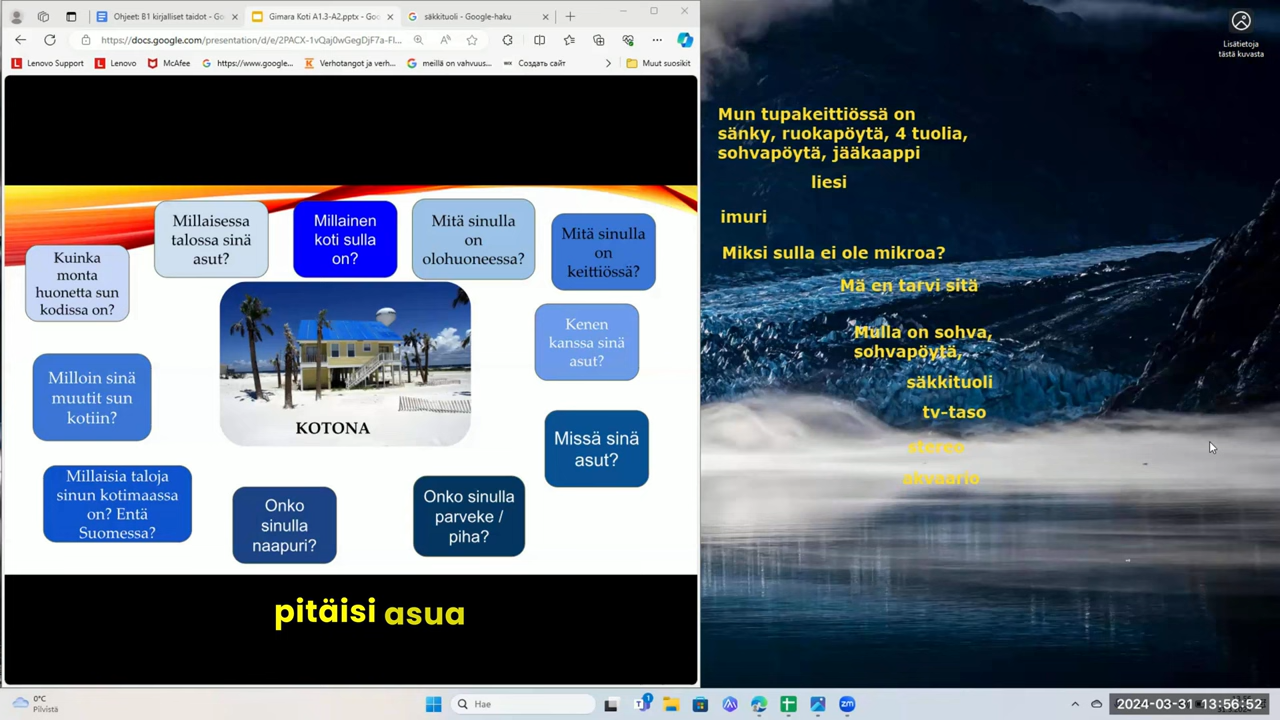 Ohjeet: B1 kirjalliset taidot - Go
Gimara Koti A1.3-A2.pptx - Goo
säkkituoli - Google-haku
https://docs.google.com/presentation/d/e/2PACX-1vQaj0wGegDjF7a-Fl...
Lenovo Support
Lenovo
McAfee
https://www.google...
Verhotangot ja verh...
meillä on vahvuus...
Создать сайт
Muut suosikit
Lisätietoja
tästä kuvasta
Millaisessa
talossa sinä
asut?
Millainen
koti sulla
on?
Mitä sinulla
on
olohuoneessa?
Mitä sinulla
on
keittiössä?
Kuinka
monta
huonetta sun
kodissa on?
Kenen
kanssa sinä
asut?
Milloin sinä
muutit sun
kotiin?
KOTONA
Missä sinä
asut?
Millaisia taloja
sinun kotimaassa
on? Entä
Suomessa?
Onko
sinulla
naapuri?
Onko sinulla
parveke /
piha?
pitäisi asua
Mun tupakeittiössä on
sänky, ruokapöytä, 4 tuolia,
sohvapöytä, jääkaappi
liesi
imuri
Miksi sulla ei ole mikroa?
Mä en tarvi sitä
Mulla on sohva,
sohvapöytä,
säkkituoli
tv-taso
stereo
akvaario
0°C
Pilvistä
Hae
2024-03-31 13:56:52